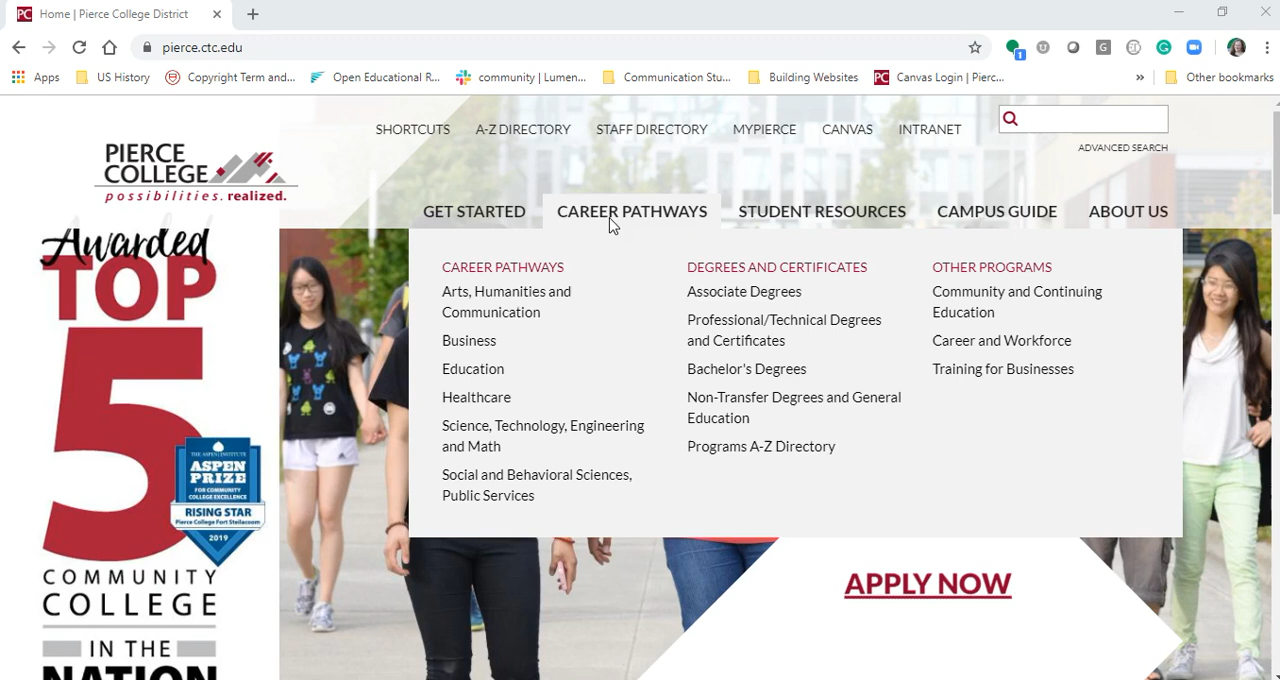 Home | Pierce College District
pierce.ctc.edu
Apps
US History
Copyright Term and...
Open Educational R...
community | Lumen...
Communication Stu...
Building Websites
PC
Canvas Login | Pierc...
»
Other bookmarks
SHORTCUTS
A-Z DIRECTORY
STAFF DIRECTORY
MYPIERCE
CANVAS
INTRANET
ADVANCED SEARCH
PIERCE
COLLEGE
possibilities. realized.
GET STARTED
CAREER PATHWAYS
STUDENT RESOURCES
CAMPUS GUIDE
ABOUT US
CAREER PATHWAYS
Arts, Humanities and
Communication
Business
Education
Healthcare
Science, Technology, Engineering
and Math
Social and Behavioral Sciences,
Public Services
DEGREES AND CERTIFICATES
Associate Degrees
Professional/Technical Degrees
and Certificates
Bachelor's Degrees
Non-Transfer Degrees and General
Education
Programs A-Z Directory
OTHER PROGRAMS
Community and Continuing
Education
Career and Workforce
Training for Businesses
Awarded
TOP
5
THE ASPEN INSTITUTE
ASPEN
PRIZE
FOR COMMUNITY
COLLEGE EXCELLENCE
RISING STAR
Pierce College Fort Steilacoom
2019
COMMUNITY
COLLEGE
IN THE
NATION
APPLY NOW